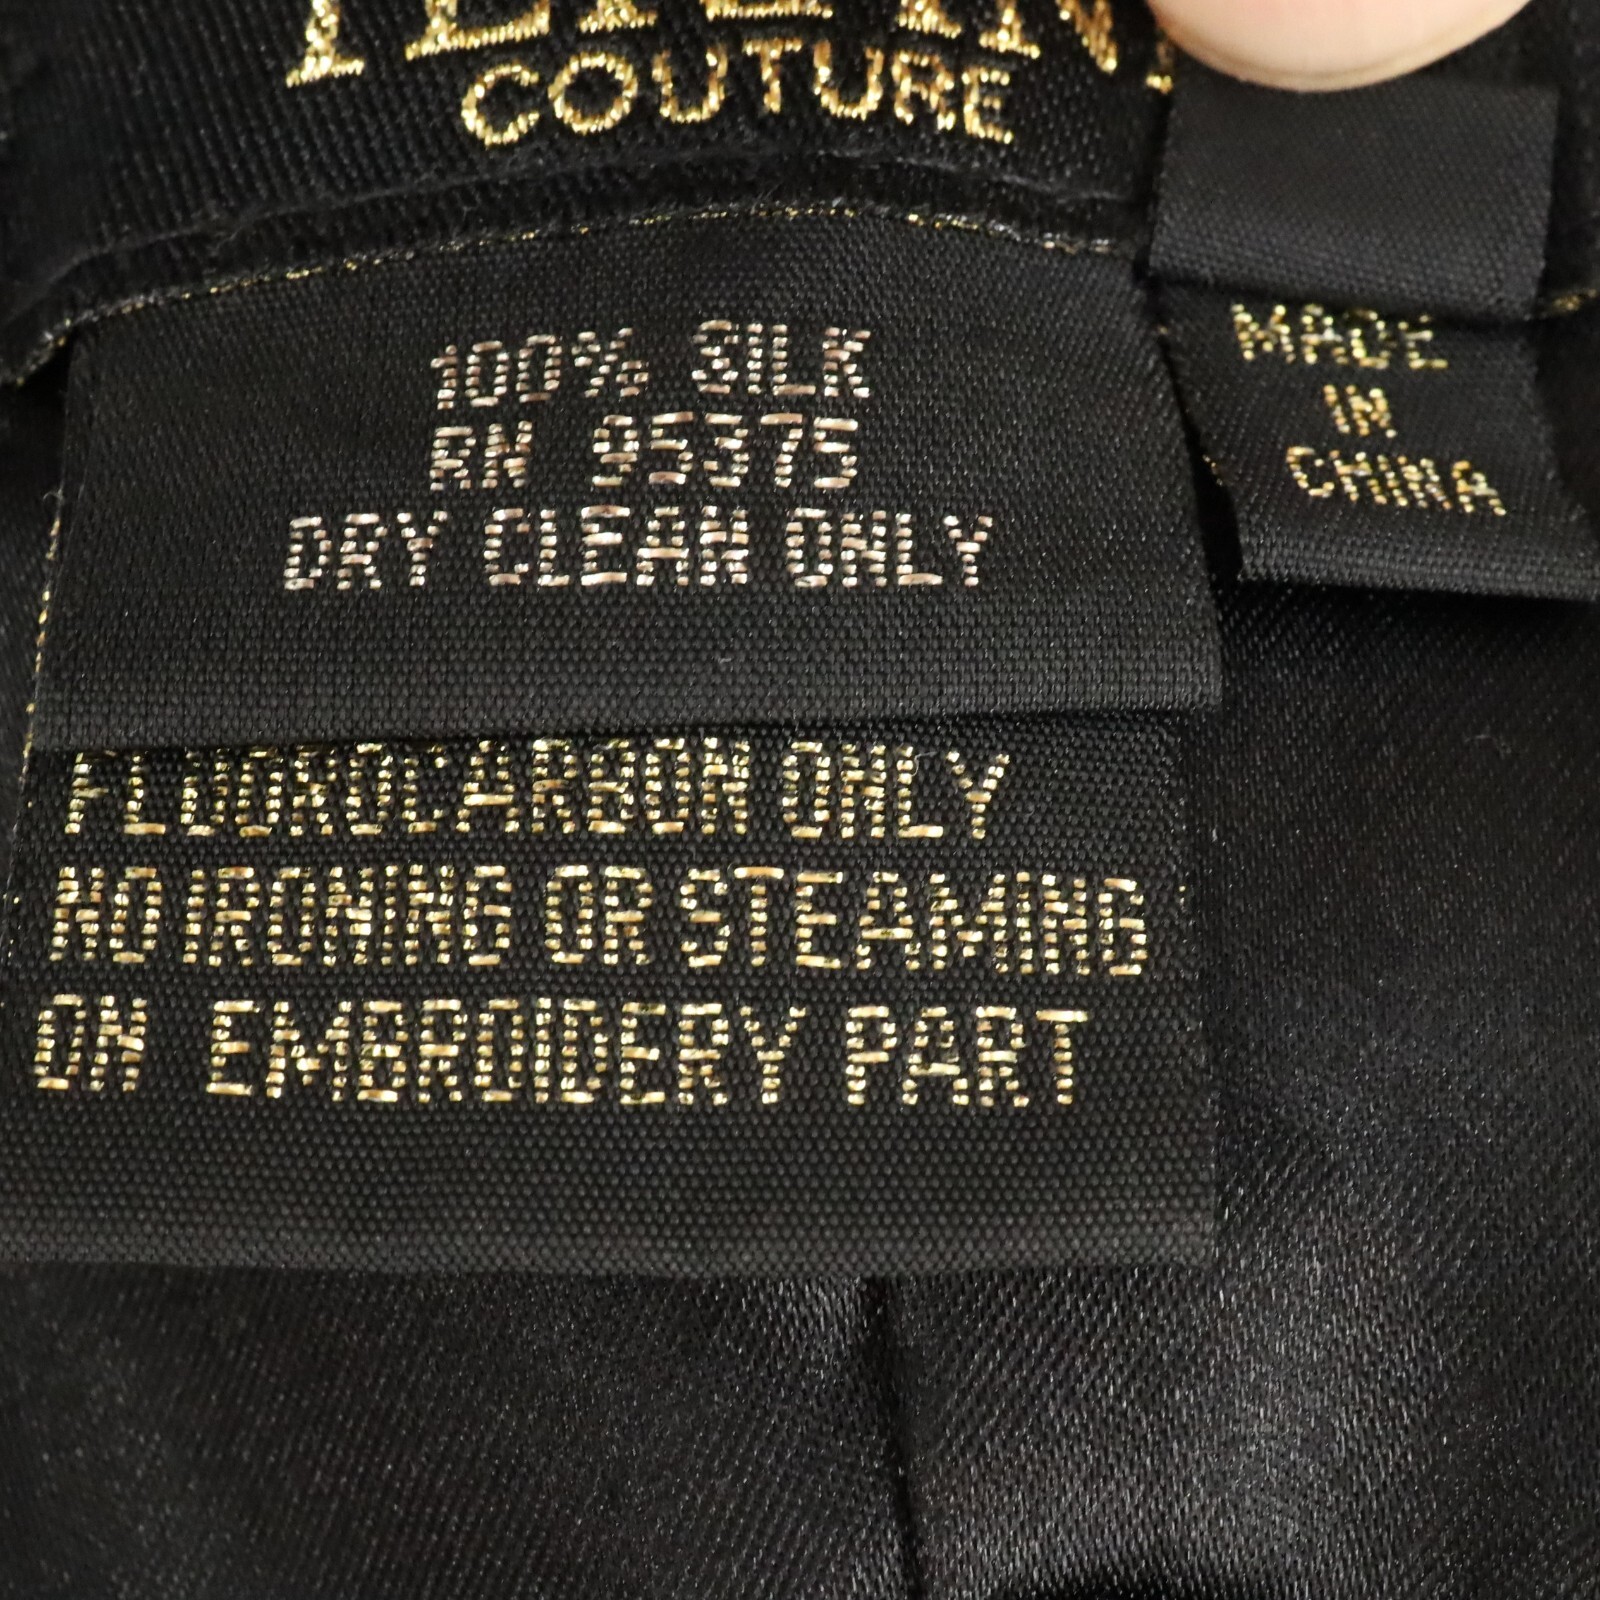 COUTURE
100% SILK
RN 95375
DRY CLEAN ONLY
FLUOROCARBON ONLY
NO IRONING OR STEAMING
ON EMBROIDERY PART
MADE
IN
CHINA